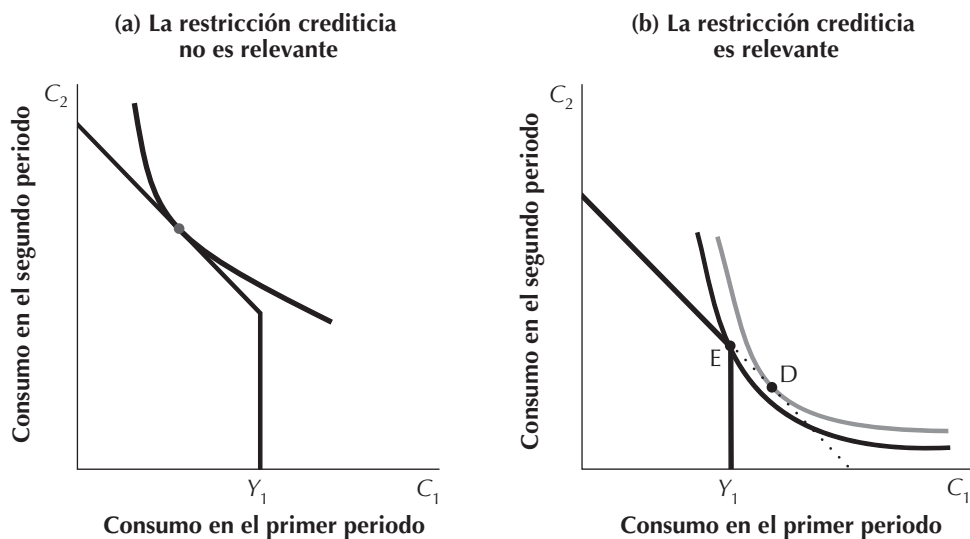 (a) La restricción crediticia
no es relevante
C2
Consumo en el segundo periodo
Y1
C1
Consumo en el primer periodo
(b) La restricción crediticia
es relevante
C2
Consumo en el segundo periodo
E
D
Y1
C1
Consumo en el primer periodo